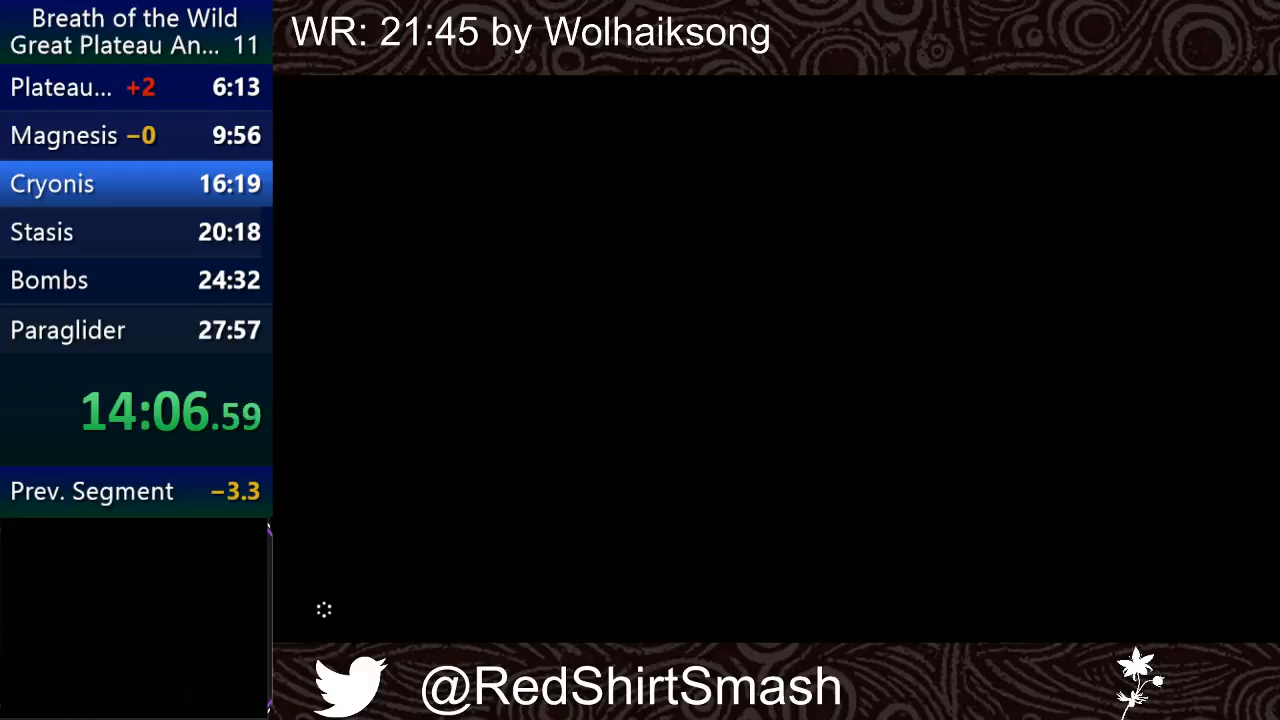 Breath of the Wild
Great Plateau An... 11
Plateau... +2 6:13
Magnesis −0 9:56
Cryonis 16:19
Stasis 20:18
Bombs 24:32
Paraglider 27:57
14:06.59
Prev. Segment −3.3
WR: 21:45 by Wolhaiksong
@RedShirtSmash